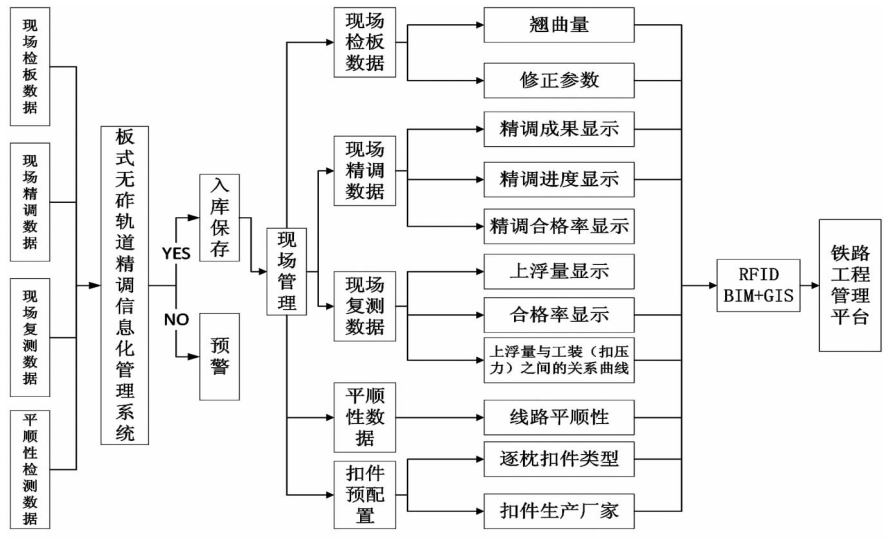 现场检板数据
现场精调数据
现场复测数据
平顺性检测数据
板式无砟轨道精调信息化管理系统
YES
NO
入库保存
预警
现场管理
现场
检板
数据
现场
精调
数据
现场
复测
数据
平顺
性数
据
扣件
预配
置
翘曲量
修正参数
精调成果显示
精调进度显示
精调合格率显示
上浮量显示
合格率显示
上浮量与工装（扣压
力）之间的关系曲线
线路平顺性
逐枕扣件类型
扣件生产厂家
RFID
BIM+GIS
铁路
工程
管理
平台